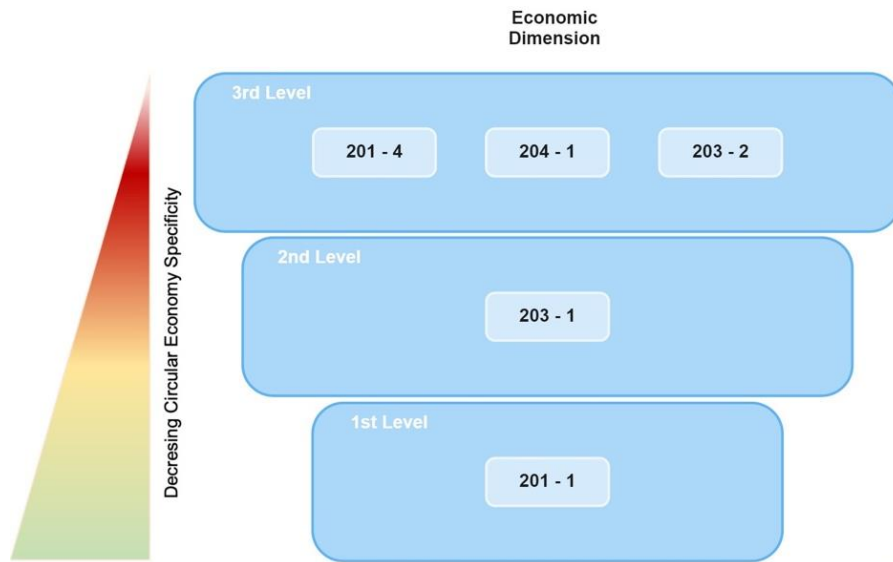 Economic
Dimension
3rd Level
201 - 4
204 - 1
203 - 2
Decresing Circular Economy Specificity
2nd Level
203 - 1
1st Level
201 - 1